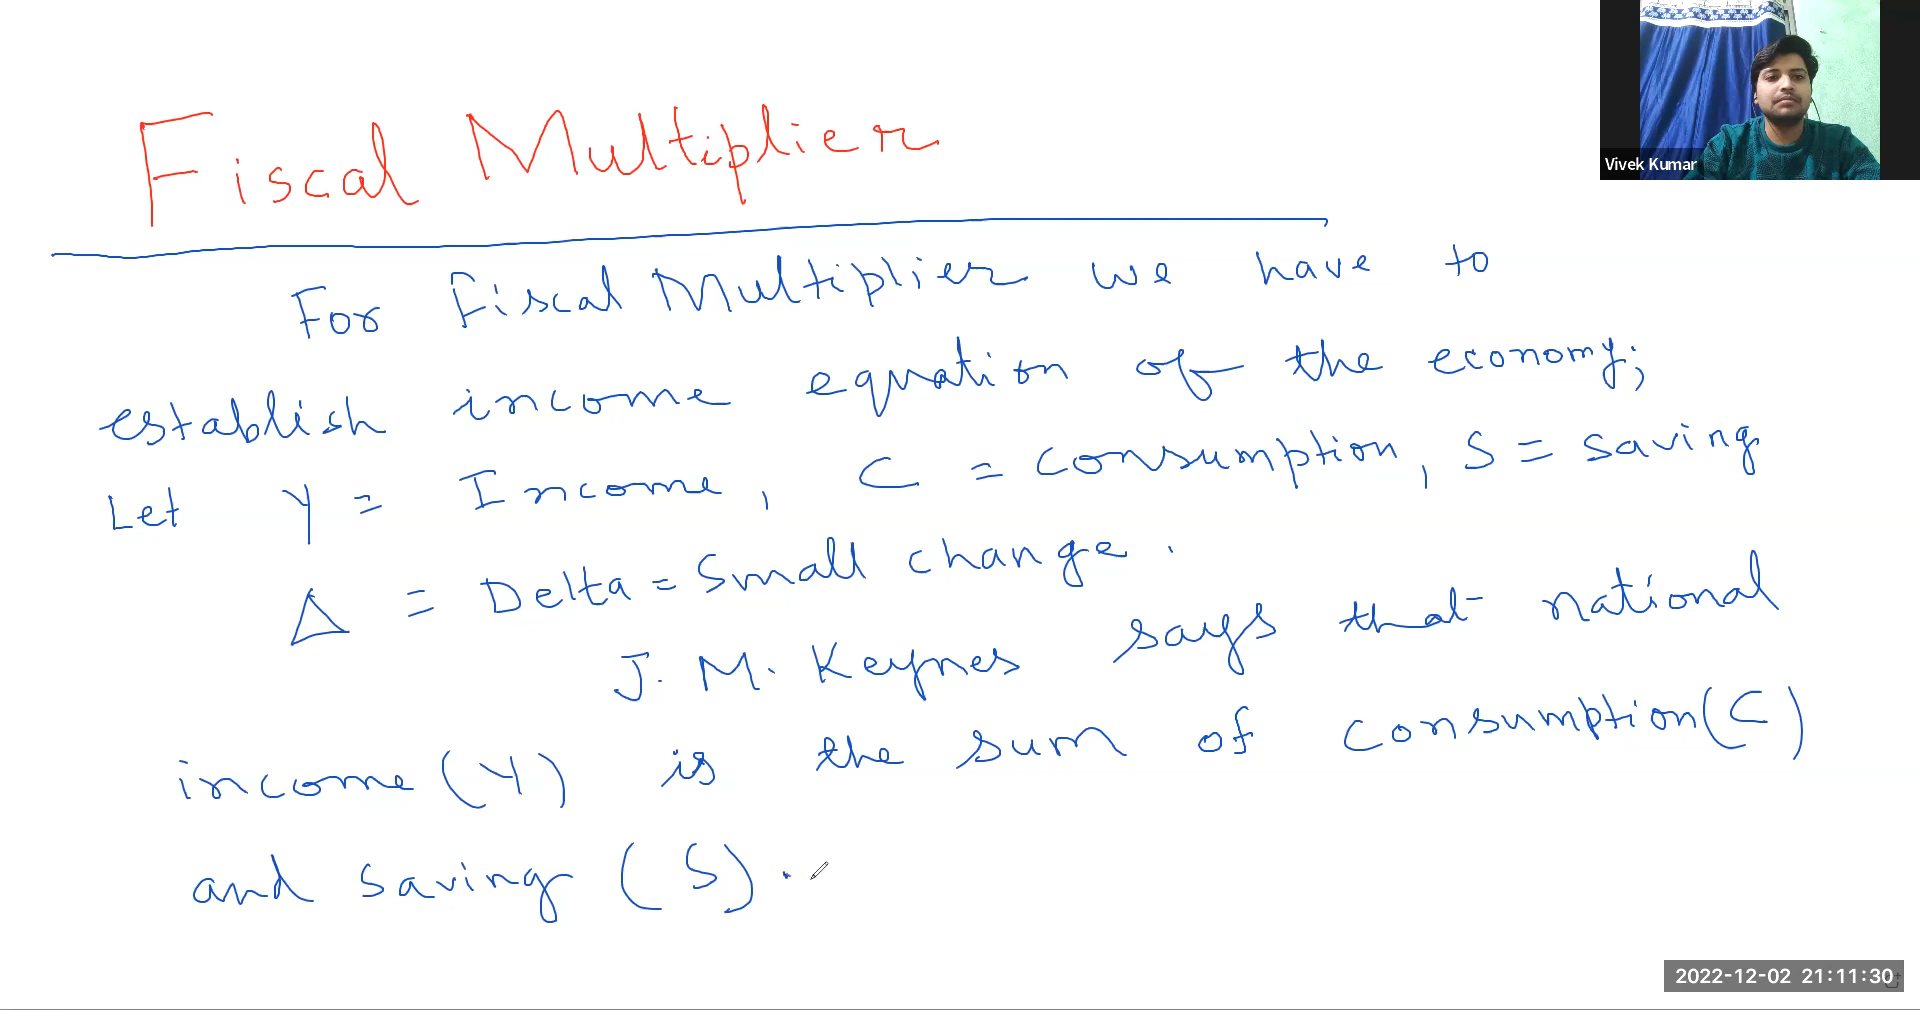 Fiscal Multiplier
Vivek Kumar
For Fiscal Multiplier we have to
establish income equation of the economy;
Let Y = Income, C = Consumption, S = Saving
Δ = Delta = Small change.
J. M. Keynes says that national
income (Y) is the sum of Consumption (C)
and saving (S).
2022-12-02 21:11:30